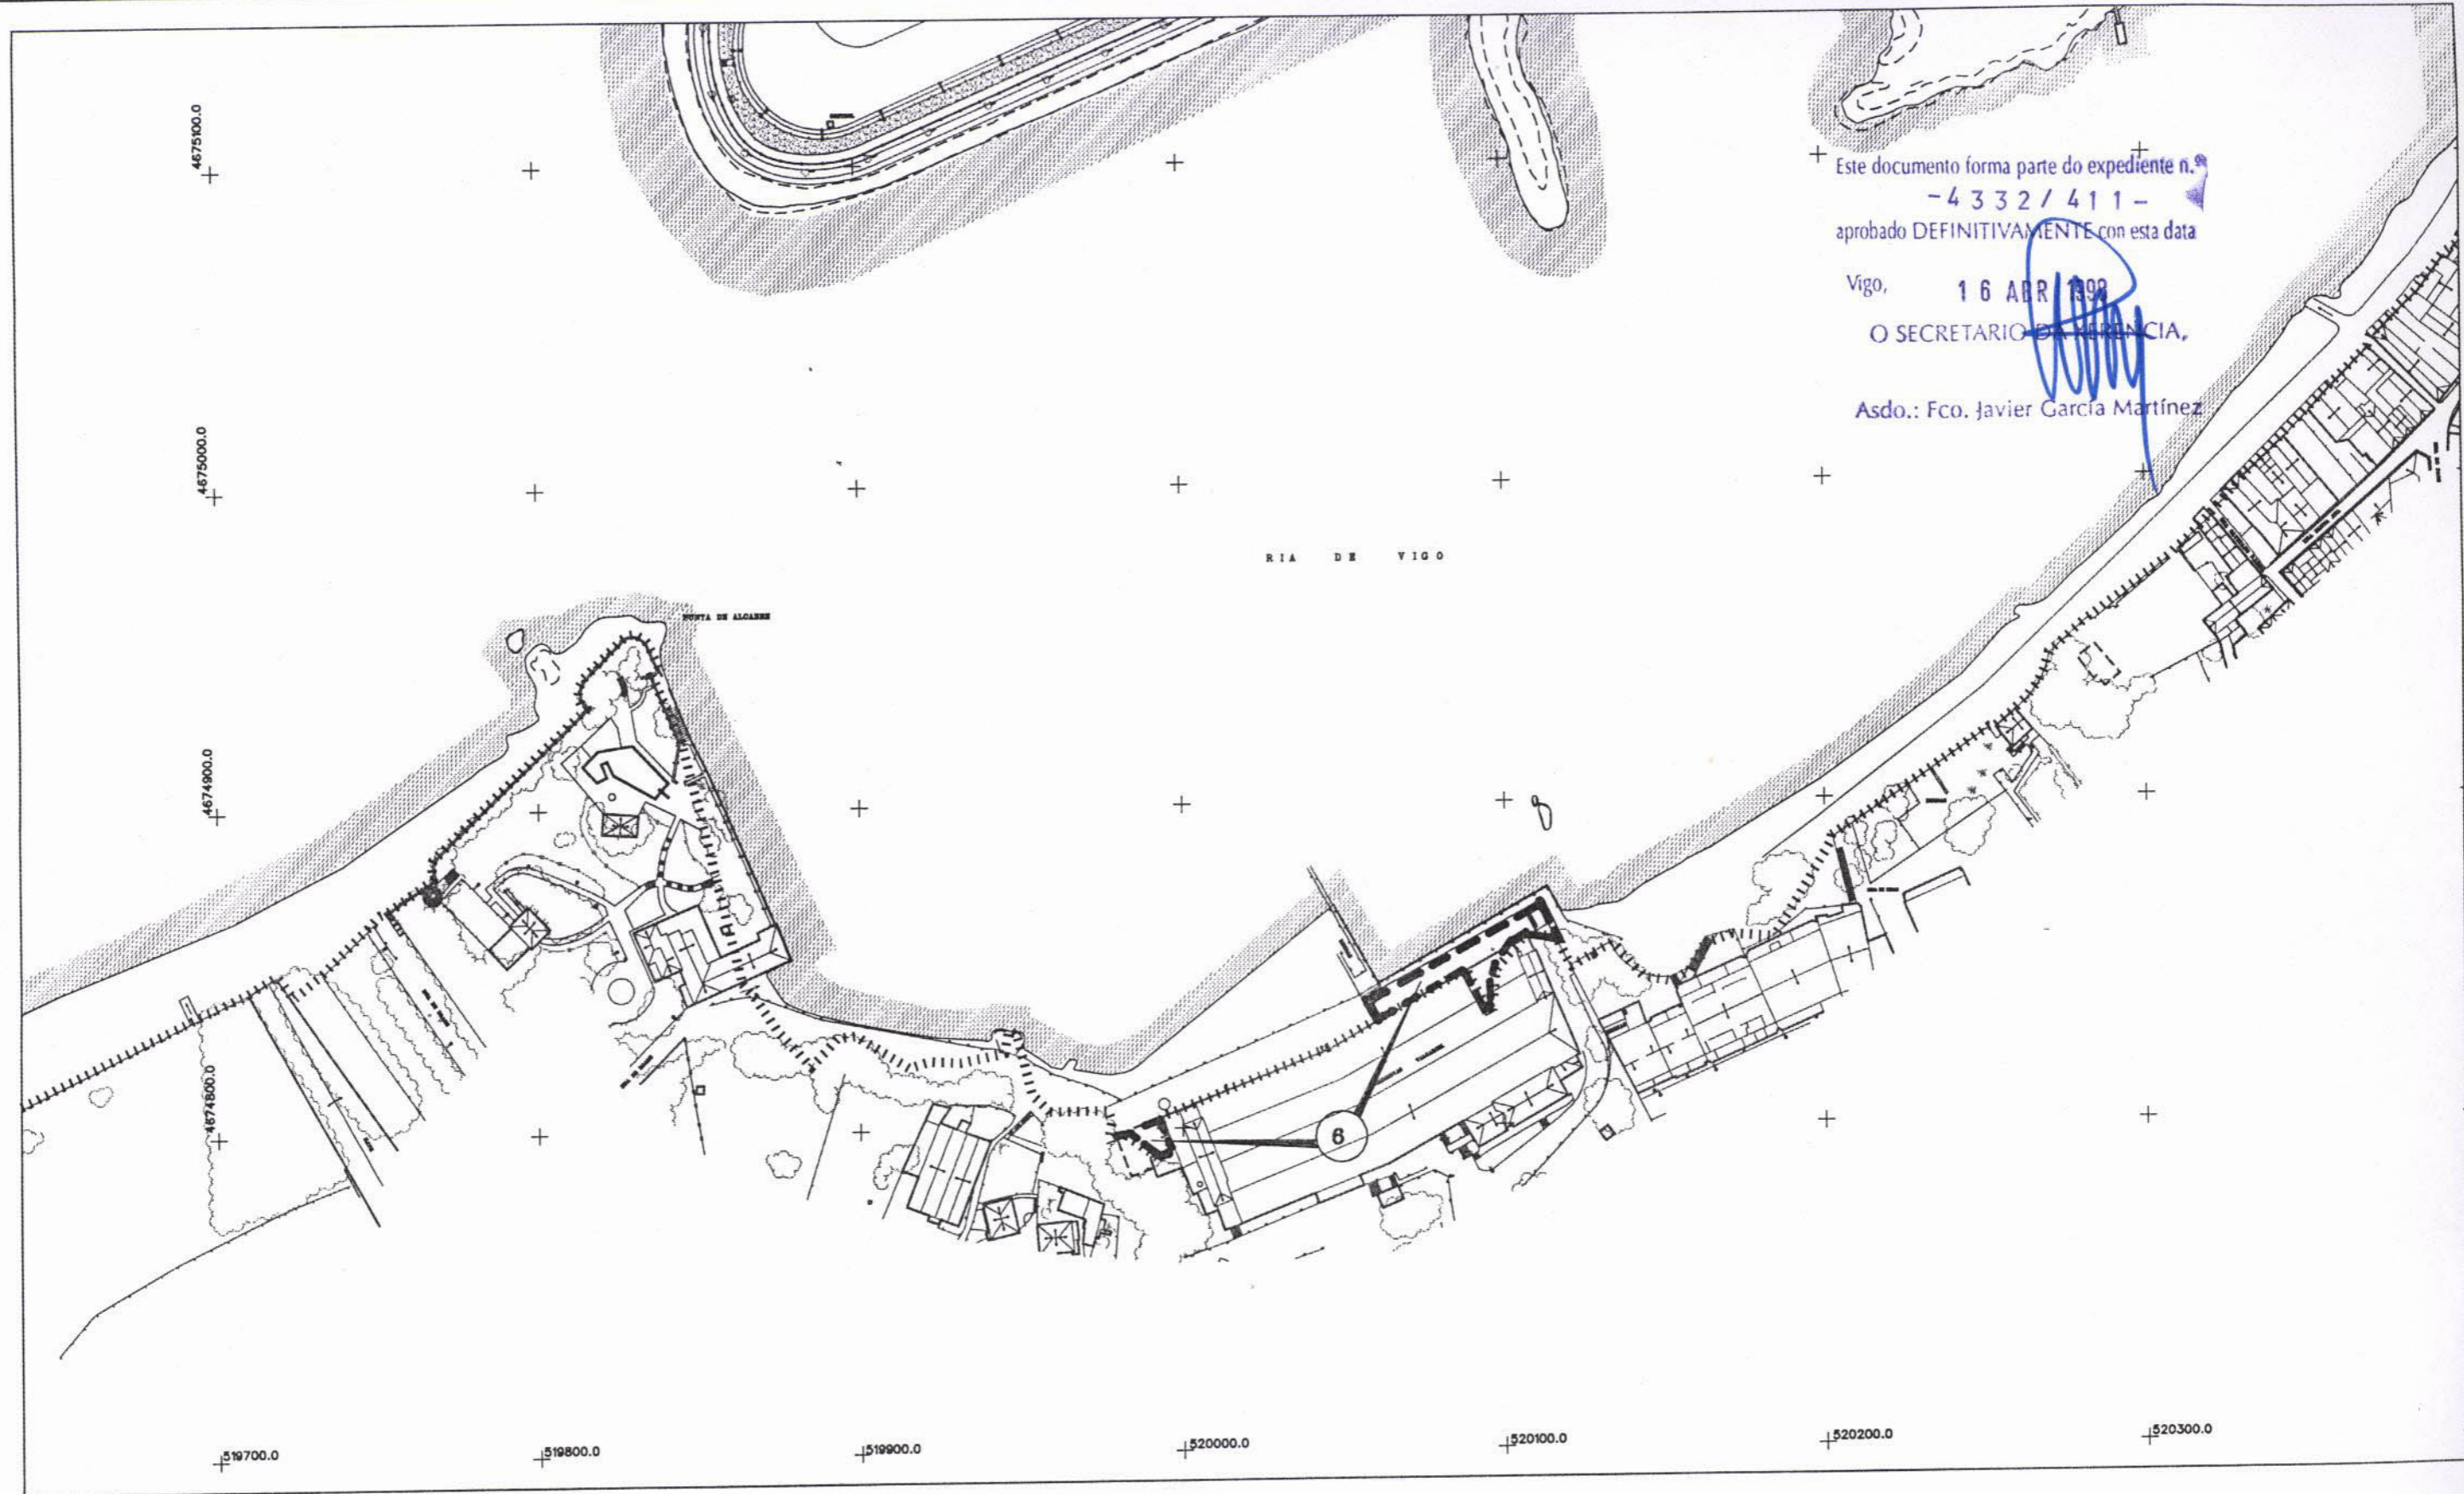 4675100.0
Este documento forma parte do expediente n.º
-4332/411-
aprobado DEFINITIVAMENTE con esta data
Vigo, 16 ABR 1998
O SECRETARIO DA XERENCIA,
Asdo.: Fco. Javier García Martínez
4675000.0
RIA DE VIGO
PUNTA DE ALCABRE
4674900.0
4674800.0
6
519700.0
519800.0
519900.0
520000.0
520100.0
520200.0
520300.0